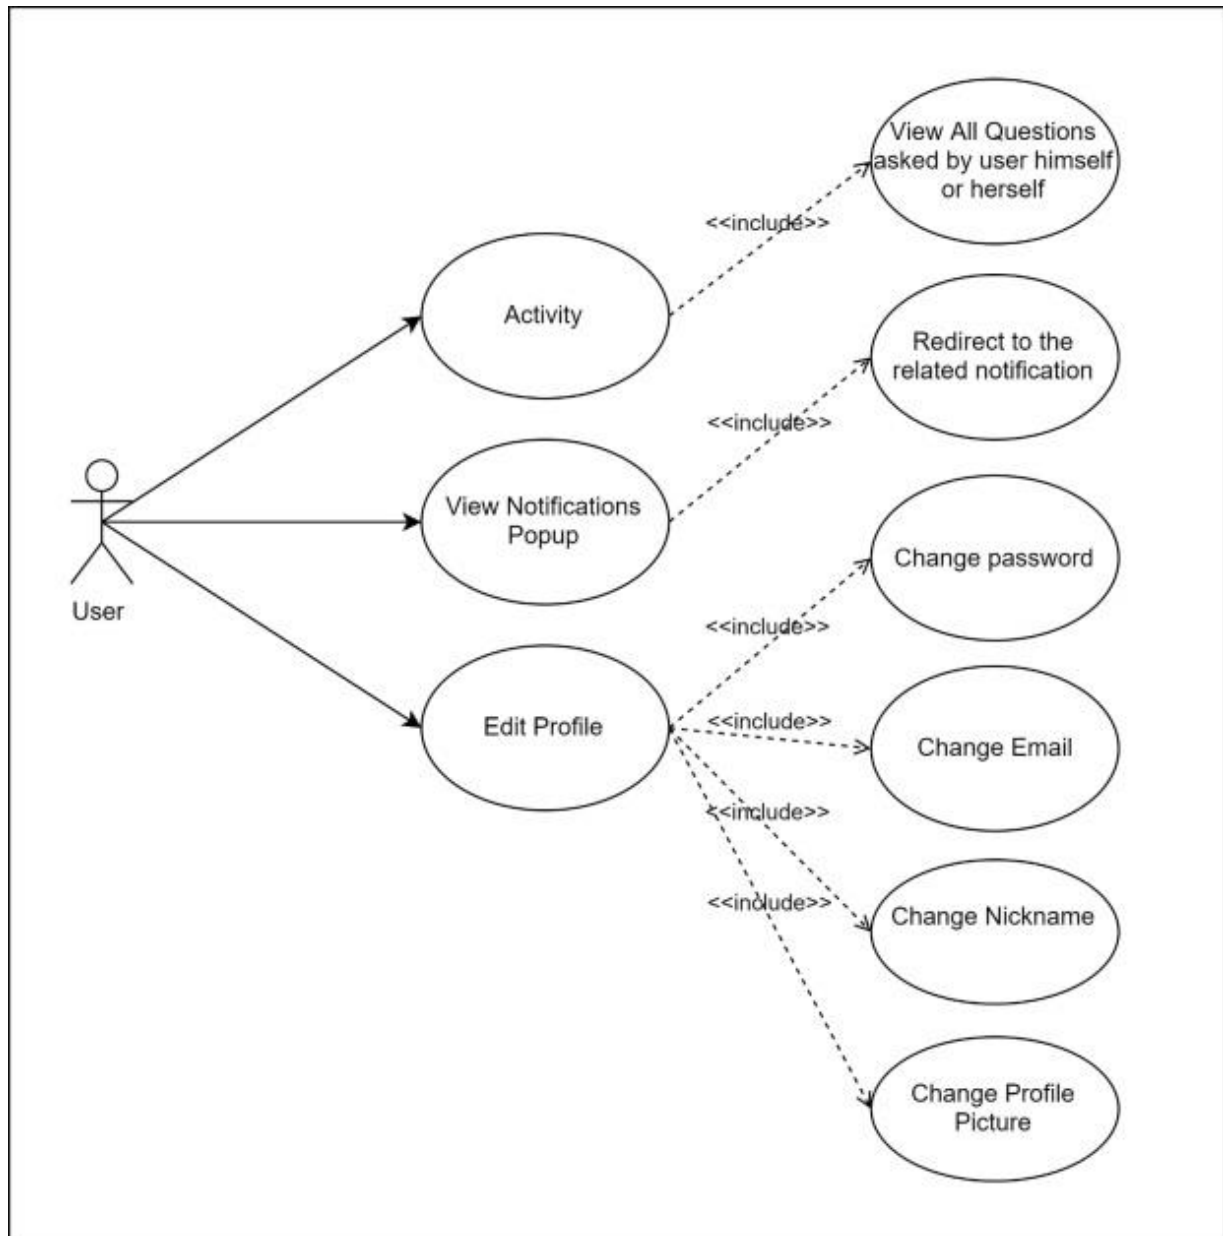 View All Questions
asked by user himself
or herself
<<include>>
Activity
Redirect to the
related notification
<<include>>
View Notifications
Popup
User
Change password
<<include>>
Edit Profile
<<include>>
Change Email
<<include>>
Change Nickname
<<include>>
Change Profile
Picture